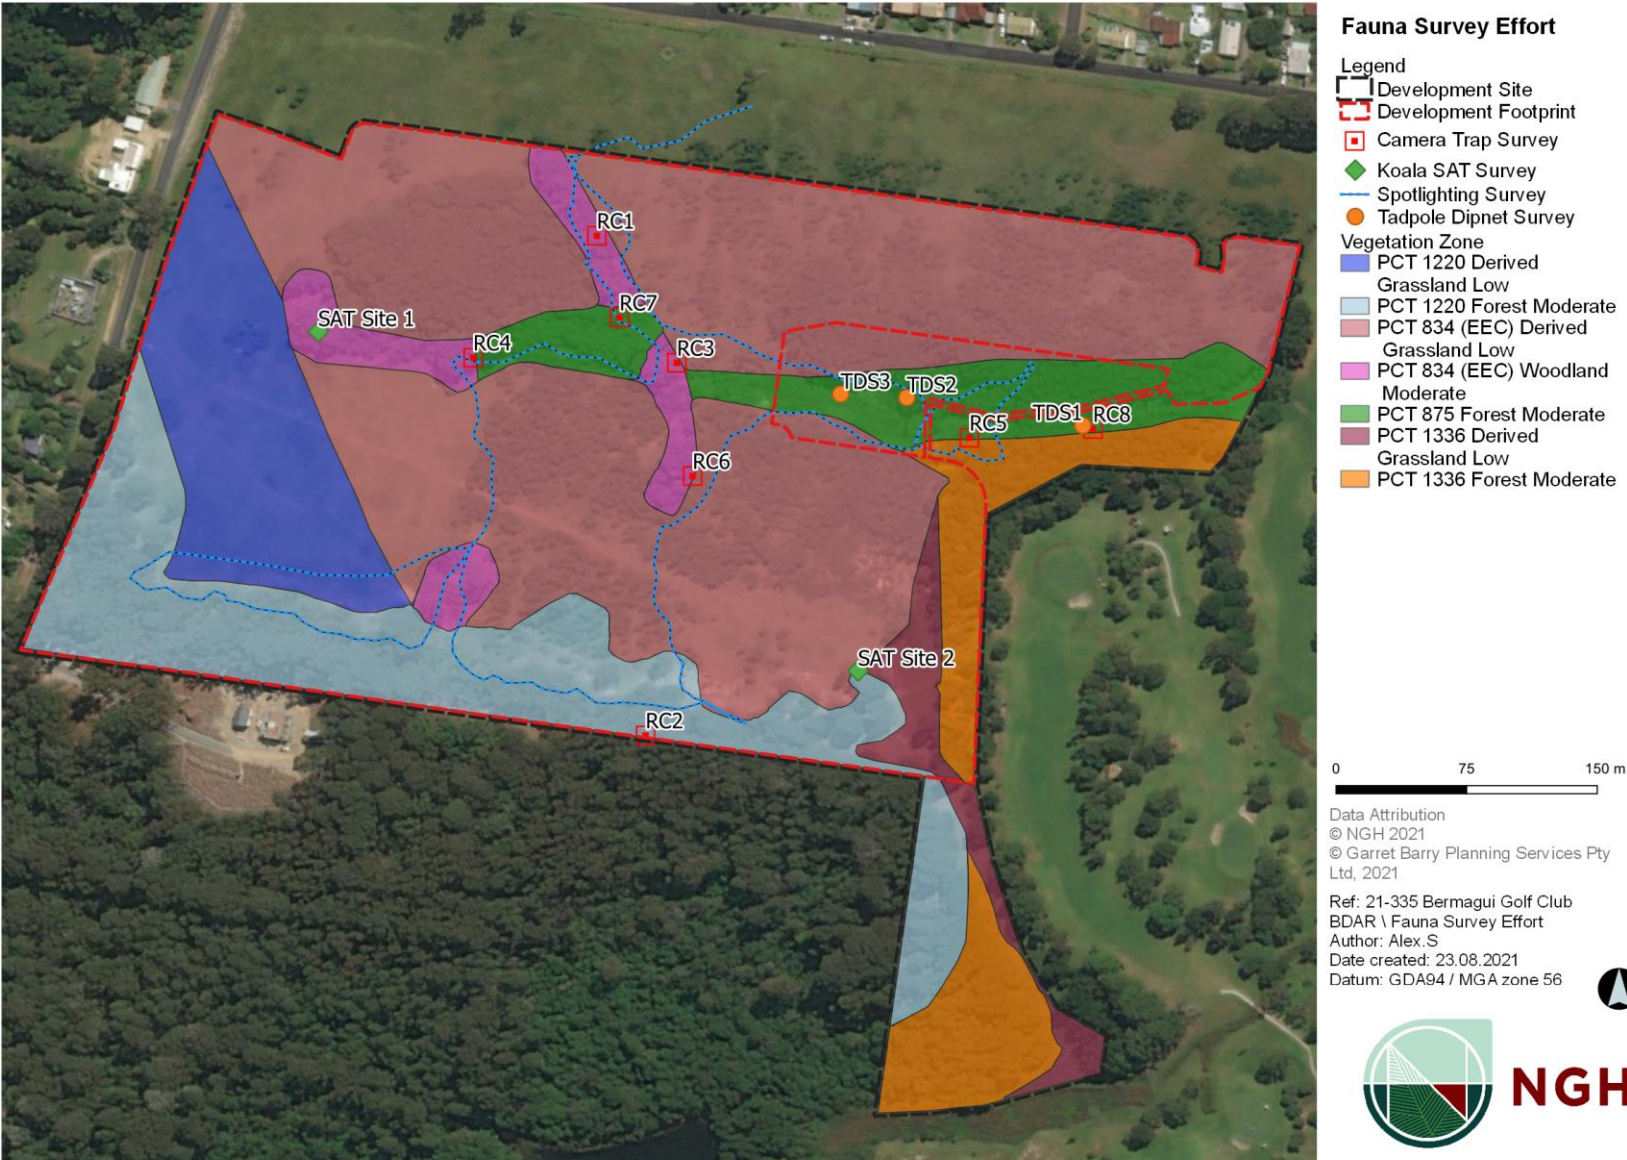 Fauna Survey Effort
Legend
Development Site
Development Footprint
Camera Trap Survey
Koala SAT Survey
Spotlighting Survey
Tadpole Dipnet Survey
Vegetation Zone
PCT 1220 Derived
Grassland Low
PCT 1220 Forest Moderate
PCT 834 (EEC) Derived
Grassland Low
PCT 834 (EEC) Woodland
Moderate
PCT 875 Forest Moderate
PCT 1336 Derived
Grassland Low
PCT 1336 Forest Moderate
RC1
RC7
SAT Site 1
RC4
RC3
TDS3
TDS2
TDS1
RC8
RC5
RC6
SAT Site 2
RC2
0 75 150 m
Data Attribution
© NGH 2021
© Garret Barry Planning Services Pty
Ltd, 2021
Ref: 21-335 Bermagui Golf Club
BDAR \ Fauna Survey Effort
Author: Alex.S
Date created: 23.08.2021
Datum: GDA94 / MGA zone 56
NGH